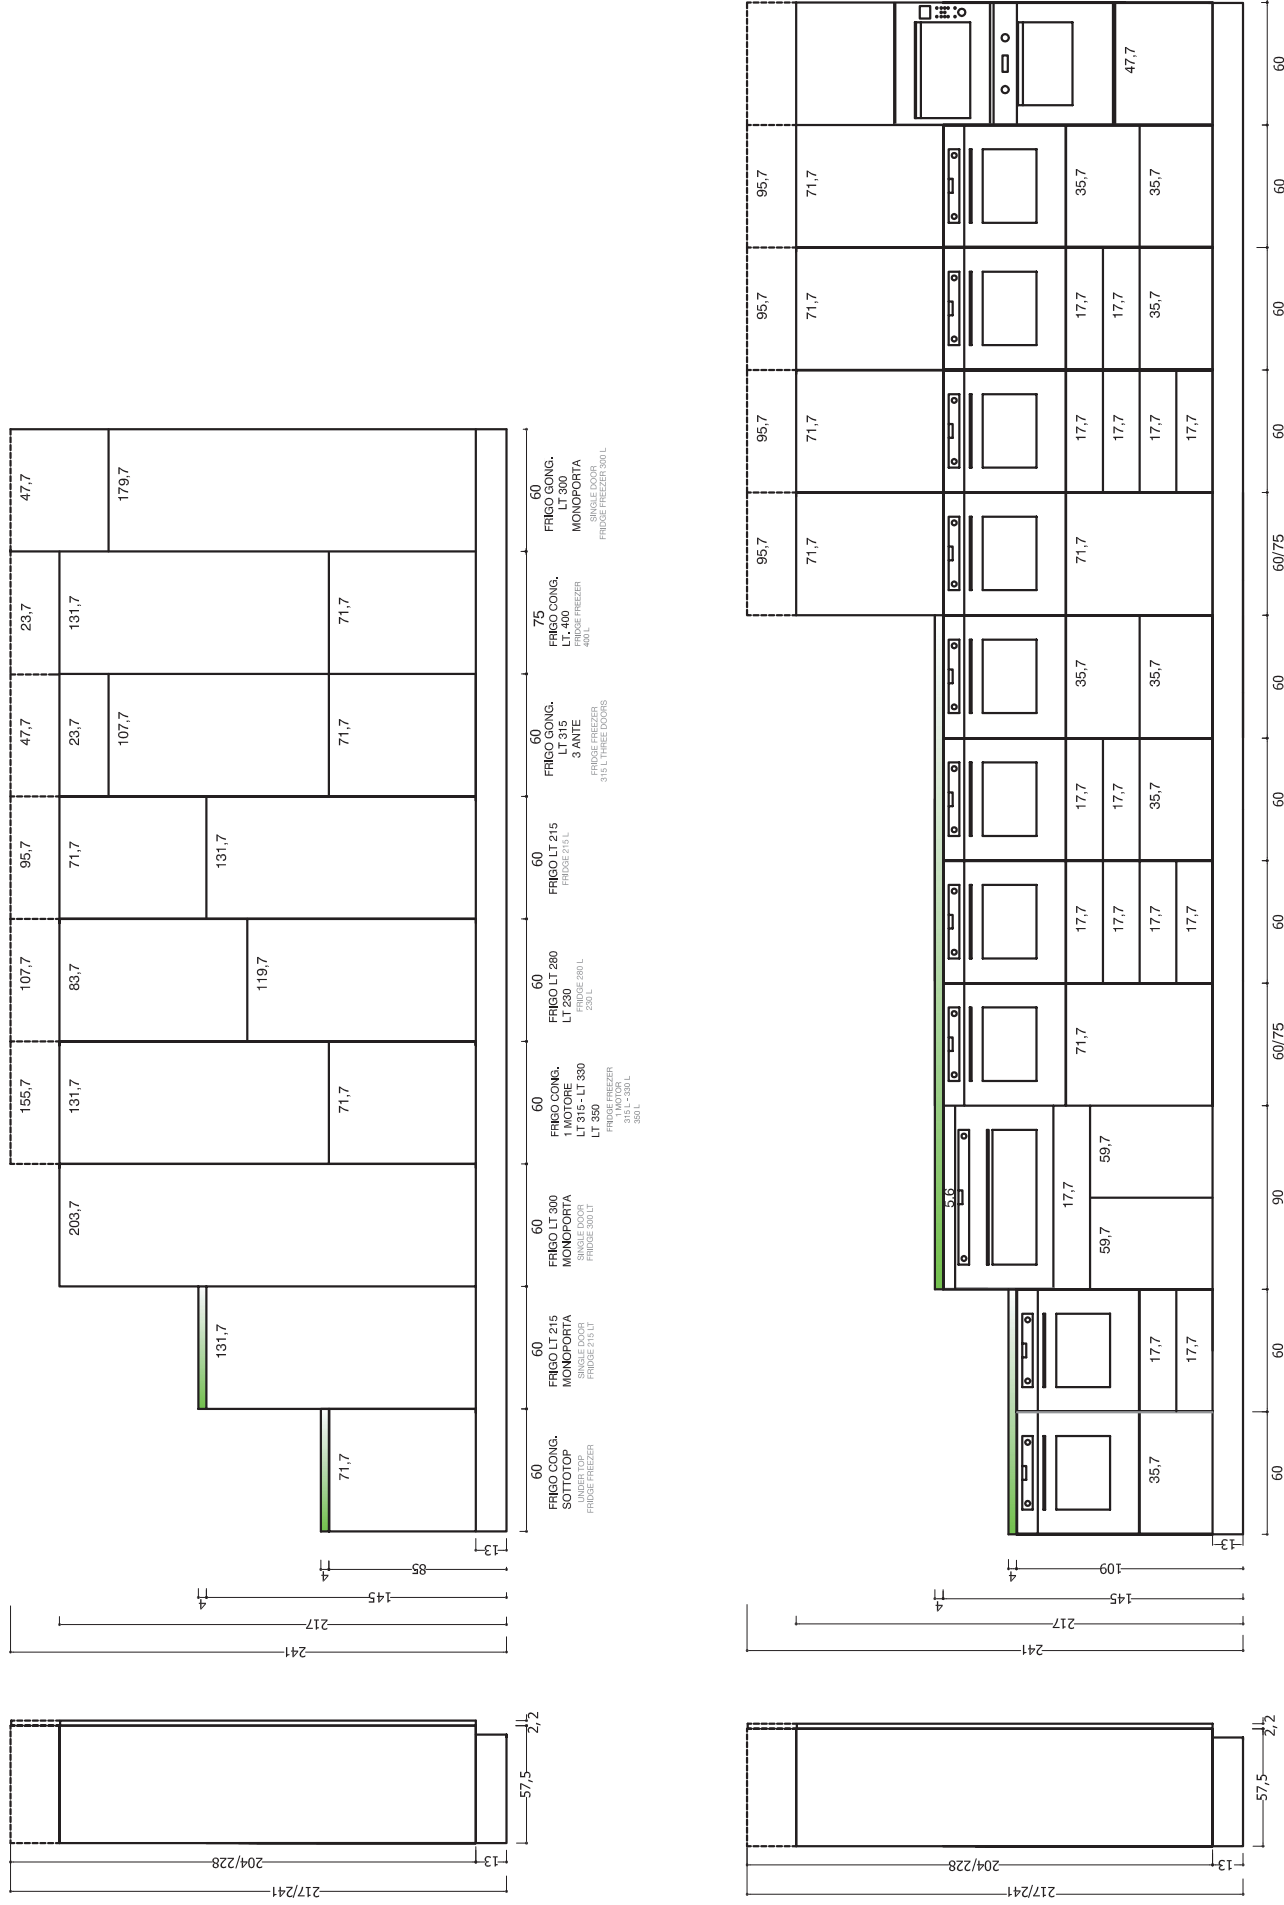 47,7
179,7
60
FRIGO GONG.
LT 300
MONOPORTA
SINGLE DOOR
FRIDGE FREEZER 300 L
23,7
131,7
71,7
75
FRIGO CONG.
LT. 400
FRIDGE FREEZER
400 L
47,7
23,7
107,7
71,7
60
FRIGO GONG.
LT 315
3 ANTE
FRIDGE FREEZER
315 L THREE DOORS
95,7
71,7
131,7
60
FRIGO LT 215
FRIDGE 215 L
107,7
83,7
119,7
60
FRIGO LT 280
LT 230
FRIDGE 280 L
230 L
155,7
131,7
71,7
60
FRIGO CONG.
1 MOTORE
LT 315 - LT 330
LT 350
FRIDGE FREEZER
1 MOTOR
315 L - 330 L
350 L
203,7
60
FRIGO LT 300
MONOPORTA
SINGLE DOOR
FRIDGE 300 LT
131,7
60
FRIGO LT 215
MONOPORTA
SINGLE DOOR
FRIDGE 215 LT
71,7
60
FRIGO CONG.
SOTTOTOP
UNDER TOP
FRIDGE FREEZER
13
4
85
4
145
217
241
2,2
57,5
204/228
13
217/241
47,7
60
95,7
71,7
35,7
35,7
60
95,7
71,7
17,7
17,7
35,7
60
95,7
71,7
17,7
17,7
17,7
17,7
60
95,7
71,7
71,7
60/75
35,7
35,7
60
17,7
17,7
35,7
60
17,7
17,7
17,7
17,7
60
71,7
60/75
5,6
17,7
59,7
59,7
90
17,7
17,7
60
35,7
60
13
4
109
4
145
217
241
2,2
57,5
204/228
13
217/241